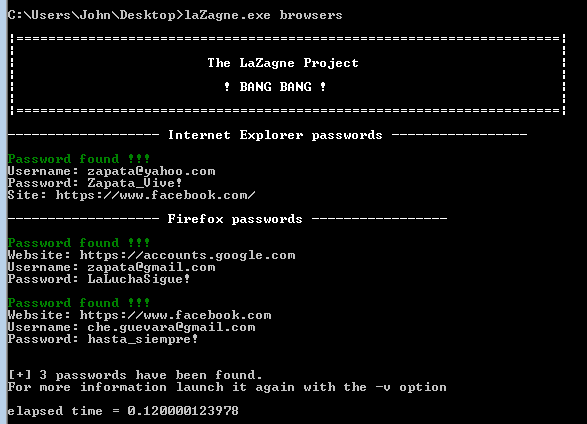 C:\Users\John\Desktop>laZagne.exe browsers
|====================================================================|
The LaZagne Project
! BANG BANG !
|====================================================================|
------------------- Internet Explorer passwords -----------------
Password found !!!
Username: zapata@yahoo.com
Password: Zapata_Vive!
Site: https://www.facebook.com/
------------------- Firefox passwords -----------------
Password found !!!
Website: https://accounts.google.com
Username: zapata@gmail.com
Password: LaLuchaSigue!
Password found !!!
Website: https://www.facebook.com
Username: che.guevara@gmail.com
Password: hasta_siempre!
[+] 3 passwords have been found.
For more information launch it again with the -v option
elapsed time = 0.120000123978